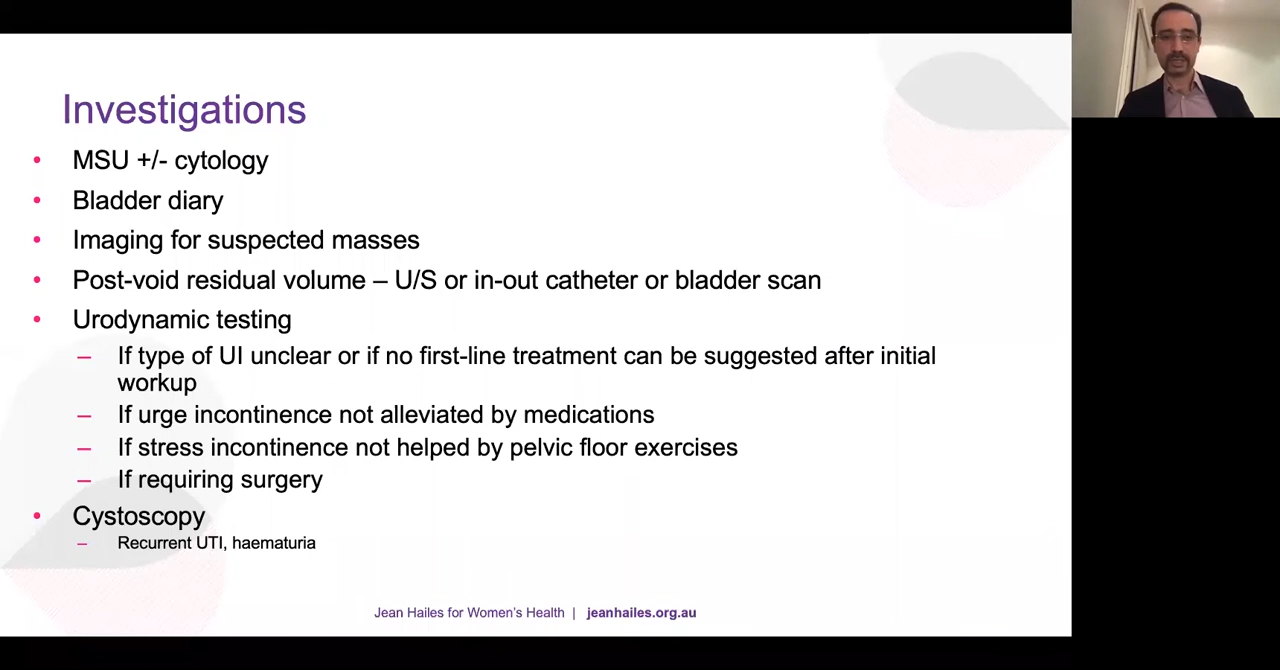 Investigations
• MSU +/- cytology
• Bladder diary
• Imaging for suspected masses
• Post-void residual volume – U/S or in-out catheter or bladder scan
• Urodynamic testing
– If type of UI unclear or if no first-line treatment can be suggested after initial
workup
– If urge incontinence not alleviated by medications
– If stress incontinence not helped by pelvic floor exercises
– If requiring surgery
• Cystoscopy
– Recurrent UTI, haematuria
Jean Hailes for Women's Health | jeanhailes.org.au